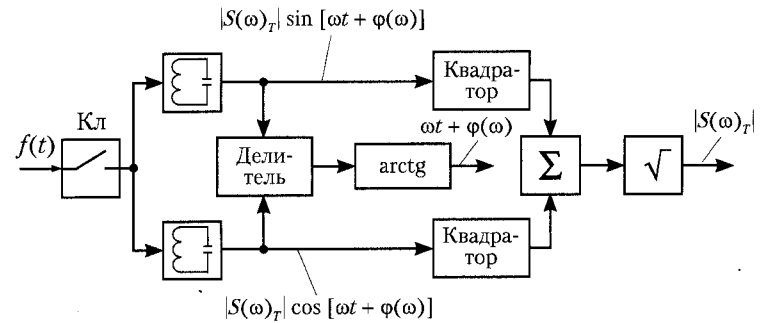 |S(ω)_T| sin [ωt + φ(ω)]
Квадра-
тор
Кл
f(t)
ωt + φ(ω)
|S(ω)_T|
Дели-
тель
arctg
Σ
√
Квадра-
тор
|S(ω)_T| cos [ωt + φ(ω)]